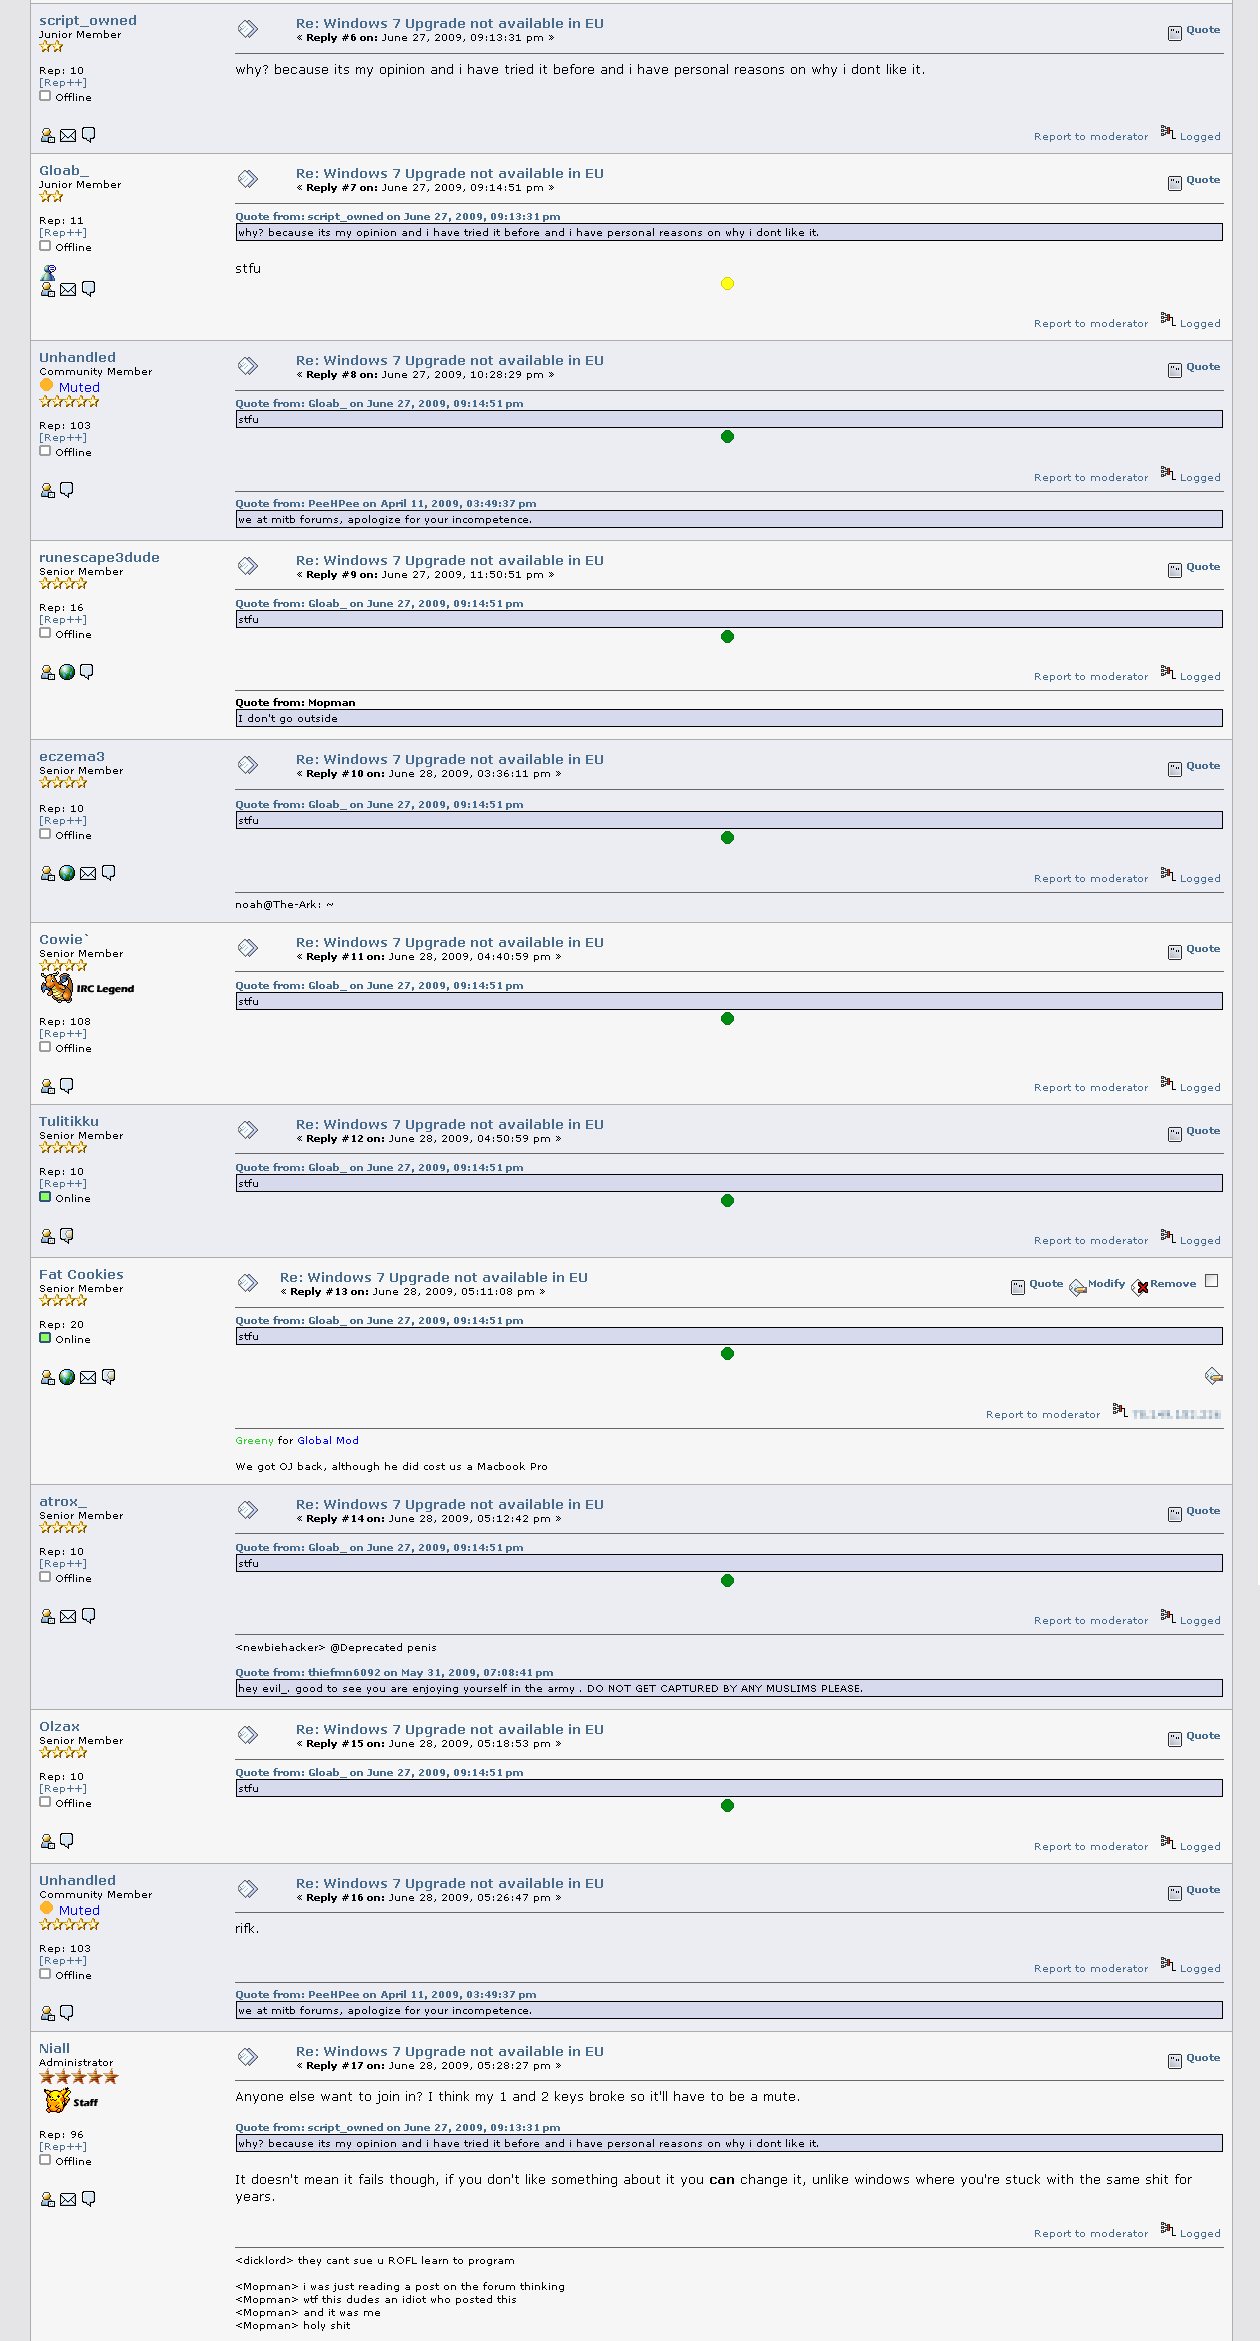 script_owned
Junior Member
Re: Windows 7 Upgrade not available in EU
« Reply #6 on: June 27, 2009, 09:13:31 pm »
Quote
Rep: 10
[Rep++]
Offline
why? because its my opinion and i have tried it before and i have personal reasons on why i dont like it.
Report to moderator Logged
Gloab_
Junior Member
Re: Windows 7 Upgrade not available in EU
« Reply #7 on: June 27, 2009, 09:14:51 pm »
Quote
Rep: 11
[Rep++]
Offline
Quote from: script_owned on June 27, 2009, 09:13:31 pm
why? because its my opinion and i have tried it before and i have personal reasons on why i dont like it.
stfu
Report to moderator Logged
Unhandled
Community Member
Muted
Re: Windows 7 Upgrade not available in EU
« Reply #8 on: June 27, 2009, 10:28:29 pm »
Quote
Rep: 103
[Rep++]
Offline
Quote from: Gloab_ on June 27, 2009, 09:14:51 pm
stfu
Report to moderator Logged
Quote from: PeeHPee on April 11, 2009, 03:49:37 pm
we at mitb forums, apologize for your incompetence.
runescape3dude
Senior Member
Re: Windows 7 Upgrade not available in EU
« Reply #9 on: June 27, 2009, 11:50:51 pm »
Quote
Rep: 16
[Rep++]
Offline
Quote from: Gloab_ on June 27, 2009, 09:14:51 pm
stfu
Report to moderator Logged
Quote from: Mopman
I don't go outside
eczema3
Senior Member
Re: Windows 7 Upgrade not available in EU
« Reply #10 on: June 28, 2009, 03:36:11 pm »
Quote
Rep: 10
[Rep++]
Offline
Quote from: Gloab_ on June 27, 2009, 09:14:51 pm
stfu
Report to moderator Logged
noah@The-Ark: ~
Cowie`
Senior Member
IRC Legend
Re: Windows 7 Upgrade not available in EU
« Reply #11 on: June 28, 2009, 04:40:59 pm »
Quote
Rep: 108
[Rep++]
Offline
Quote from: Gloab_ on June 27, 2009, 09:14:51 pm
stfu
Report to moderator Logged
Tulitikku
Senior Member
Re: Windows 7 Upgrade not available in EU
« Reply #12 on: June 28, 2009, 04:50:59 pm »
Quote
Rep: 10
[Rep++]
Online
Quote from: Gloab_ on June 27, 2009, 09:14:51 pm
stfu
Report to moderator Logged
Fat Cookies
Senior Member
Re: Windows 7 Upgrade not available in EU
« Reply #13 on: June 28, 2009, 05:11:08 pm »
Quote Modify Remove
Rep: 20
Online
Quote from: Gloab_ on June 27, 2009, 09:14:51 pm
stfu
Report to moderator
Greeny for Global Mod
We got OJ back, although he did cost us a Macbook Pro
atrox_
Senior Member
Re: Windows 7 Upgrade not available in EU
« Reply #14 on: June 28, 2009, 05:12:42 pm »
Quote
Rep: 10
[Rep++]
Offline
Quote from: Gloab_ on June 27, 2009, 09:14:51 pm
stfu
Report to moderator Logged
<newbiehacker> @Deprecated penis
Quote from: thiefmn6092 on May 31, 2009, 07:08:41 pm
hey evil_. good to see you are enjoying yourself in the army . DO NOT GET CAPTURED BY ANY MUSLIMS PLEASE.
Olzax
Senior Member
Re: Windows 7 Upgrade not available in EU
« Reply #15 on: June 28, 2009, 05:18:53 pm »
Quote
Rep: 10
[Rep++]
Offline
Quote from: Gloab_ on June 27, 2009, 09:14:51 pm
stfu
Report to moderator Logged
Unhandled
Community Member
Muted
Re: Windows 7 Upgrade not available in EU
« Reply #16 on: June 28, 2009, 05:26:47 pm »
Quote
Rep: 103
[Rep++]
Offline
rifk.
Report to moderator Logged
Quote from: PeeHPee on April 11, 2009, 03:49:37 pm
we at mitb forums, apologize for your incompetence.
Niall
Administrator
Staff
Re: Windows 7 Upgrade not available in EU
« Reply #17 on: June 28, 2009, 05:28:27 pm »
Quote
Rep: 96
[Rep++]
Offline
Anyone else want to join in? I think my 1 and 2 keys broke so it'll have to be a mute.
Quote from: script_owned on June 27, 2009, 09:13:31 pm
why? because its my opinion and i have tried it before and i have personal reasons on why i dont like it.
It doesn't mean it fails though, if you don't like something about it you can change it, unlike windows where you're stuck with the same shit for
years.
Report to moderator Logged
<dicklord> they cant sue u ROFL learn to program
<Mopman> i was just reading a post on the forum thinking
<Mopman> wtf this dudes an idiot who posted this
<Mopman> and it was me
<Mopman> holy shit